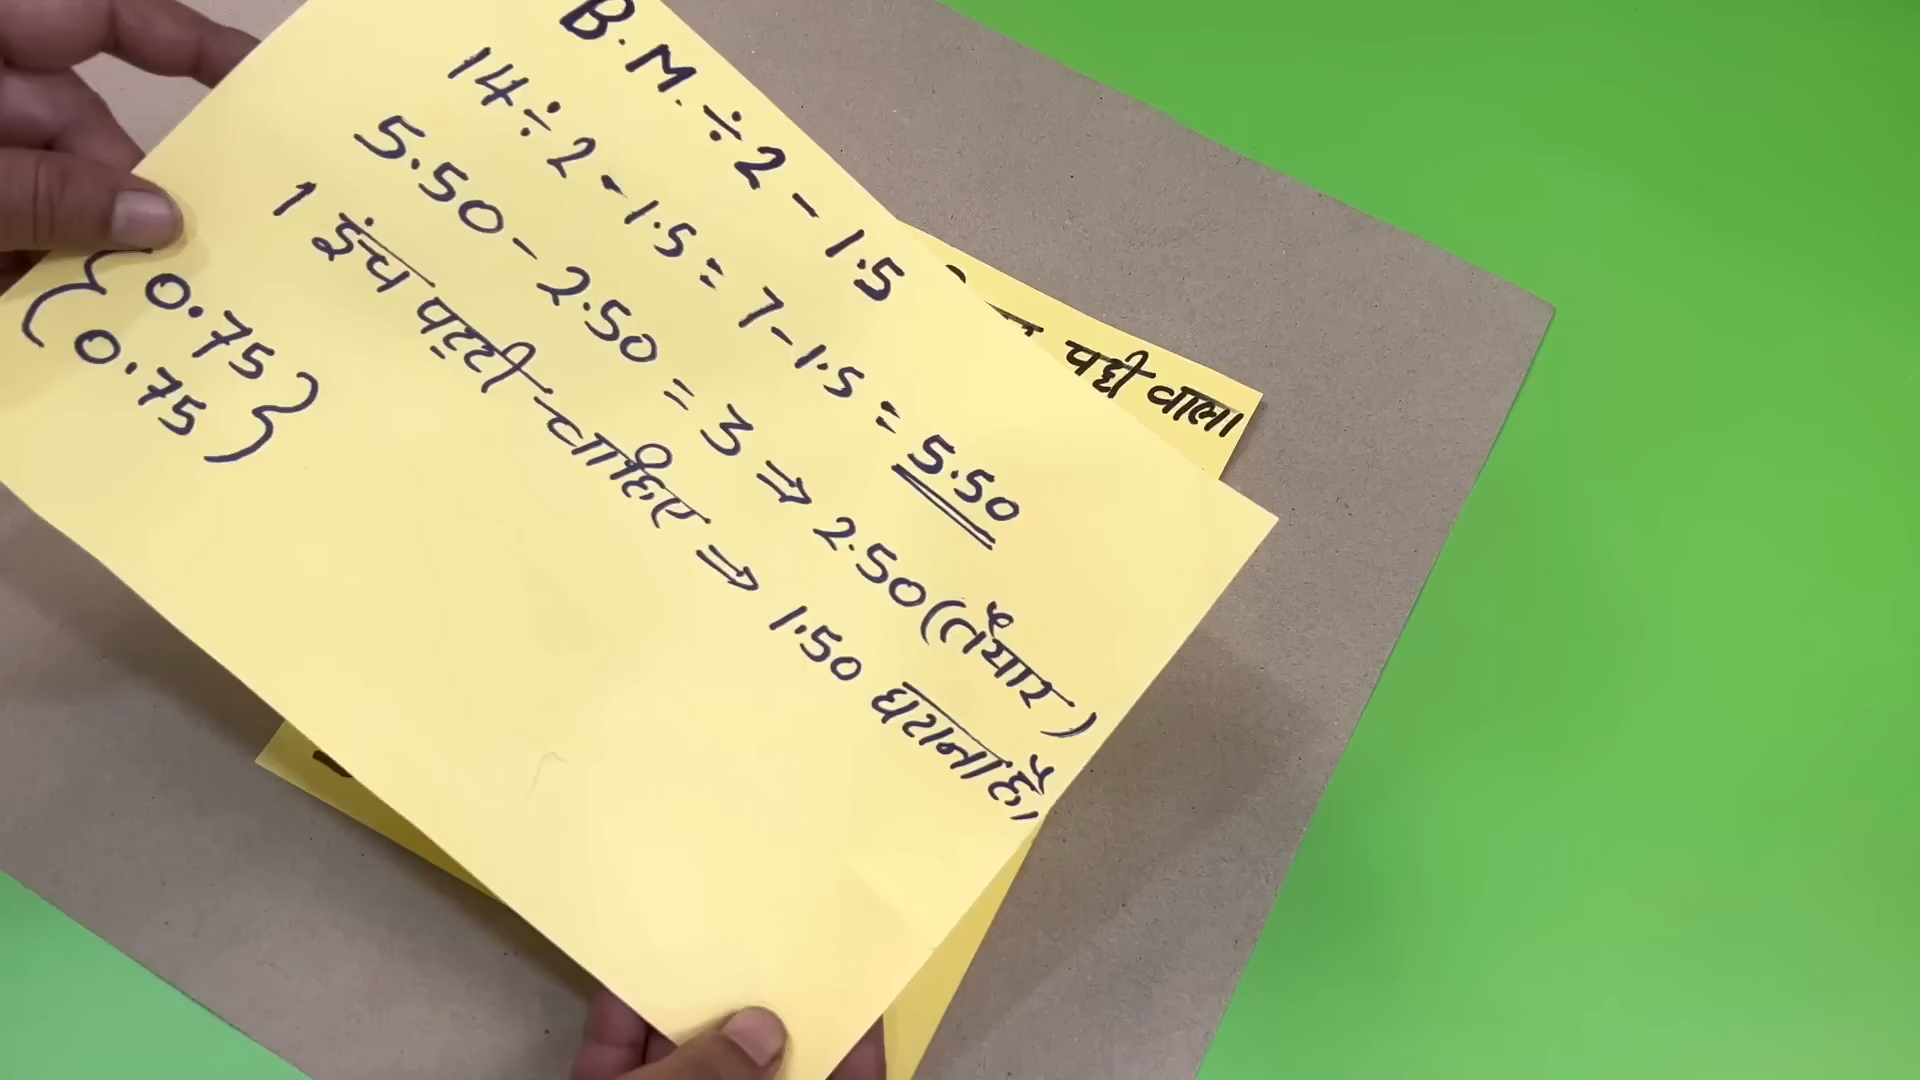 B.M. ÷ 2 - 1.5
14 ÷ 2 - 1.5 = 7 - 1.5 = 5.50
5.50 - 2.50 = 3 ⇒ 2.50 (तैयार)
1 इंच पट्टी चाहिए ⇒ 1.50 घटाना है।
{ 0.75
0.75 }
पट्टी वाला